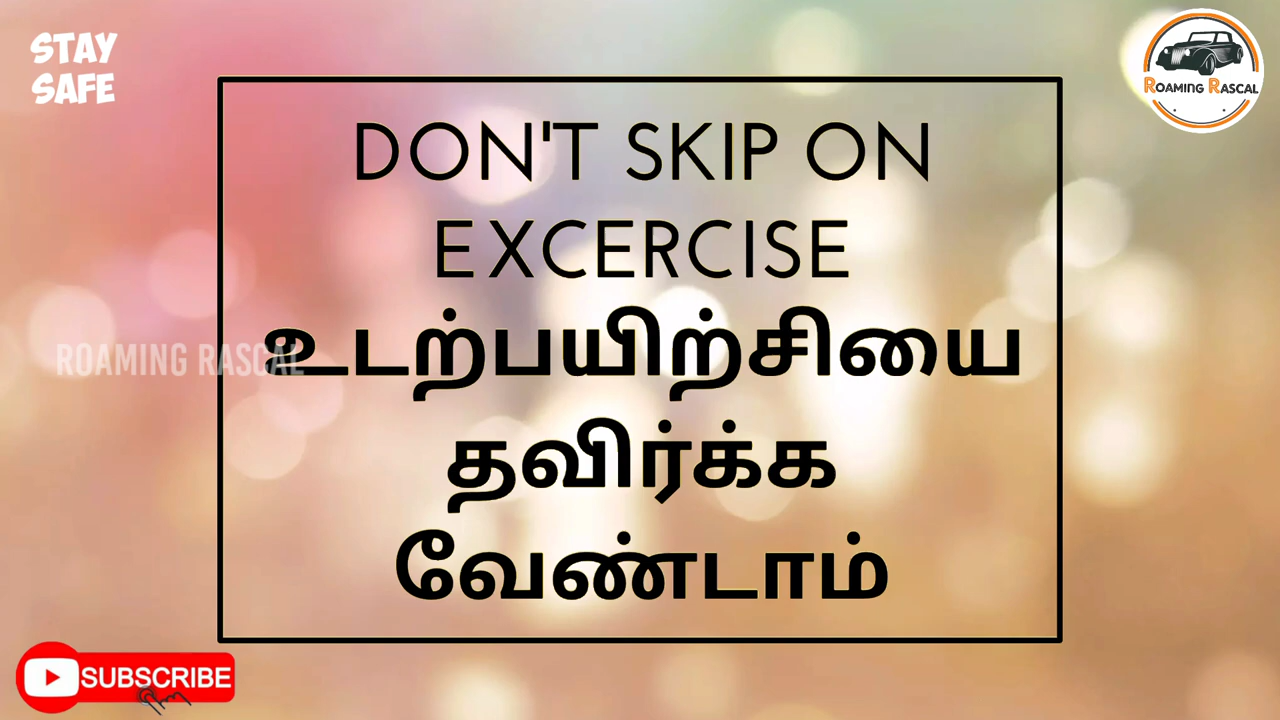 STAY
SAFE
ROAMING RASCAL
DON'T SKIP ON
EXCERCISE
உடற்பயிற்சியை
தவிர்க்க
வேண்டாம்
ROAMING RASCAL
SUBSCRIBE